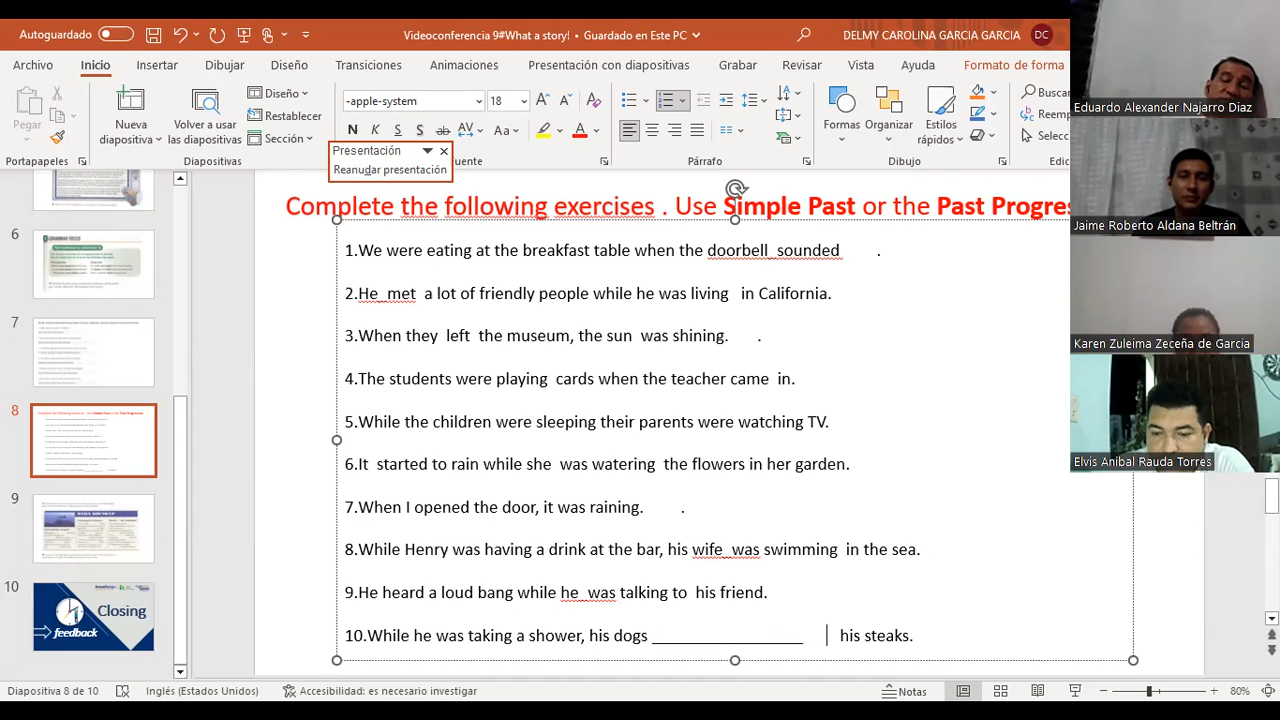 Autoguardado
Videoconferencia 9#What a story! • Guardado en Este PC
DELMY CAROLINA GARCIA GARCIA
DC
Archivo Inicio Insertar Dibujar Diseño Transiciones Animaciones Presentación con diapositivas Grabar Revisar Vista Ayuda Formato de forma
Pegar
Nueva diapositiva
Volver a usar las diapositivas
Diseño
Restablecer
Sección
-apple-system 18
N K S S ab AV Aa A
Formas Organizar Estilos rápidos
Buscar
Reem
Selecc
Portapapeles Diapositivas uente Párrafo Dibujo
Presentación
Reanudar presentación
6
7
8
9
10
Closing
feedback
Complete the following exercises . Use Simple Past or the Past Progres
1.We were eating at the breakfast table when the doorbell sounded .
2.He met a lot of friendly people while he was living in California.
3.When they left the museum, the sun was shining. .
4.The students were playing cards when the teacher came in.
5.While the children were sleeping their parents were watching TV.
6.It started to rain while she was watering the flowers in her garden.
7.When I opened the door, it was raining. .
8.While Henry was having a drink at the bar, his wife was swimming in the sea.
9.He heard a loud bang while he was talking to his friend.
10.While he was taking a shower, his dogs _________________ his steaks.
Eduardo Alexander Najarro Diaz
Jaime Roberto Aldana Beltrán
Karen Zuleima Zeceña de Garcia
Elvis Anibal Rauda Torres
Diapositiva 8 de 10 Inglés (Estados Unidos) Accesibilidad: es necesario investigar Notas 80%